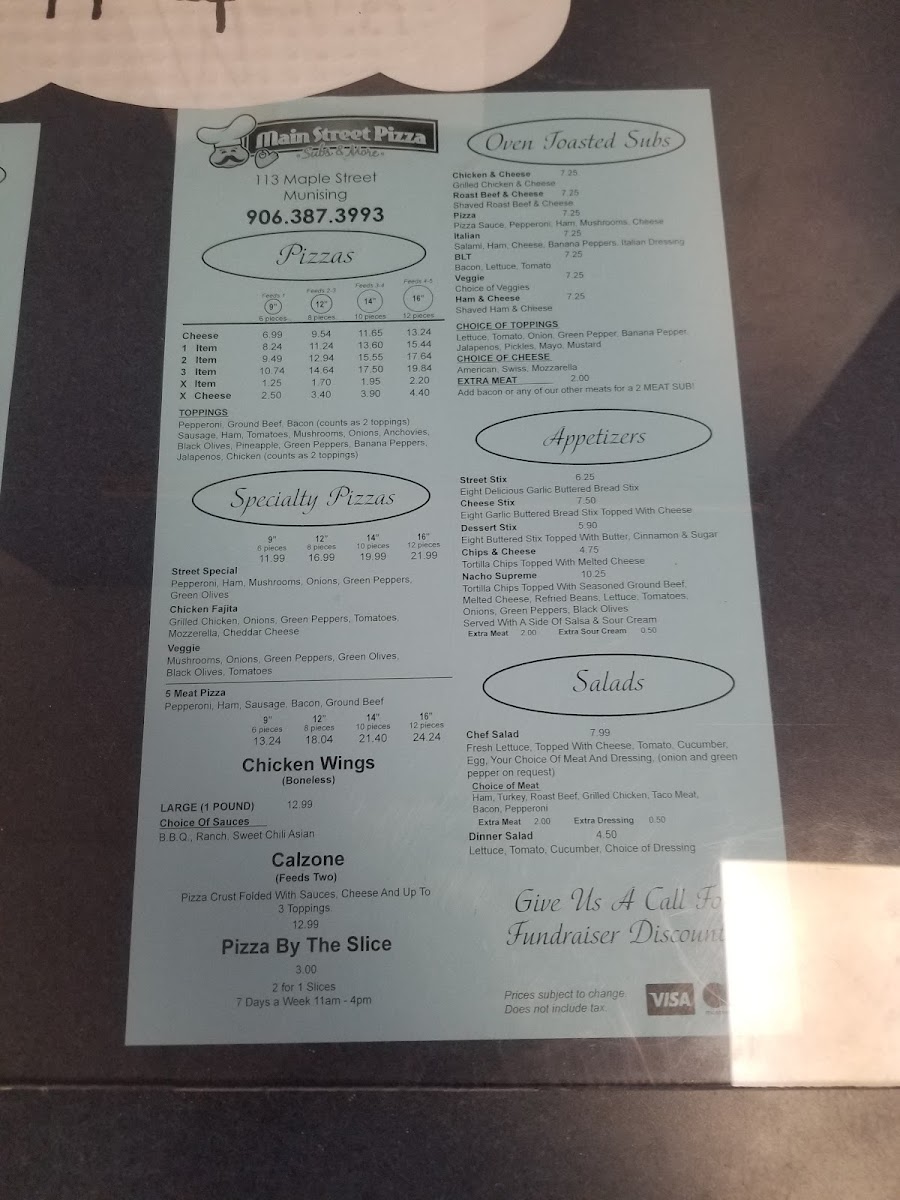 Main Street Pizza
Subs & More
113 Maple Street
Munising
906.387.3993
Pizzas
Feeds 1 Feeds 2-3 Feeds 3-4 Feeds 4-5
9" 12" 14" 16"
6 pieces 8 pieces 10 pieces 12 pieces
Cheese 6.99 9.54 11.65 13.24
1 Item 8.24 11.24 13.60 15.44
2 Item 9.49 12.94 15.55 17.64
3 Item 10.74 14.64 17.50 19.84
X Item 1.25 1.70 1.95 2.20
X Cheese 2.50 3.40 3.90 4.40
TOPPINGS
Pepperoni, Ground Beef, Bacon (counts as 2 toppings)
Sausage, Ham, Tomatoes, Mushrooms, Onions, Anchovies,
Black Olives, Pineapple, Green Peppers, Banana Peppers,
Jalapenos, Chicken (counts as 2 toppings)
Specialty Pizzas
9" 12" 14" 16"
6 pieces 8 pieces 10 pieces 12 pieces
11.99 16.99 19.99 21.99
Street Special
Pepperoni, Ham, Mushrooms, Onions, Green Peppers,
Green Olives
Chicken Fajita
Grilled Chicken, Onions, Green Peppers, Tomatoes,
Mozzerella, Cheddar Cheese
Veggie
Mushrooms, Onions, Green Peppers, Green Olives,
Black Olives, Tomatoes
5 Meat Pizza
Pepperoni, Ham, Sausage, Bacon, Ground Beef
9" 12" 14" 16"
6 pieces 8 pieces 10 pieces 12 pieces
13.24 18.04 21.40 24.24
Chicken Wings
(Boneless)
LARGE (1 POUND) 12.99
Choice Of Sauces
B.B.Q., Ranch, Sweet Chili Asian
Calzone
(Feeds Two)
Pizza Crust Folded With Sauces, Cheese And Up To
3 Toppings
12.99
Pizza By The Slice
3.00
2 for 1 Slices
7 Days a Week 11am - 4pm
Oven Toasted Subs
Chicken & Cheese 7.25
Grilled Chicken & Cheese
Roast Beef & Cheese 7.25
Shaved Roast Beef & Cheese
Pizza 7.25
Pizza Sauce, Pepperoni, Ham, Mushrooms, Cheese
Italian 7.25
Salami, Ham, Cheese, Banana Peppers, Italian Dressing
BLT 7.25
Bacon, Lettuce, Tomato
Veggie 7.25
Choice of Veggies
Ham & Cheese 7.25
Shaved Ham & Cheese
CHOICE OF TOPPINGS
Lettuce, Tomato, Onion, Green Pepper, Banana Pepper,
Jalapenos, Pickles, Mayo, Mustard
CHOICE OF CHEESE
American, Swiss, Mozzarella
EXTRA MEAT 2.00
Add bacon or any of our other meats for a 2 MEAT SUB!
Appetizers
Street Stix 6.25
Eight Delicious Garlic Buttered Bread Stix
Cheese Stix 7.50
Eight Garlic Buttered Bread Stix Topped With Cheese
Dessert Stix 5.90
Eight Buttered Stix Topped With Butter, Cinnamon & Sugar
Chips & Cheese 4.75
Tortilla Chips Topped With Melted Cheese
Nacho Supreme 10.25
Tortilla Chips Topped With Seasoned Ground Beef,
Melted Cheese, Refried Beans, Lettuce, Tomatoes,
Onions, Green Peppers, Black Olives
Served With A Side Of Salsa & Sour Cream
Extra Meat 2.00 Extra Sour Cream 0.50
Salads
Chef Salad 7.99
Fresh Lettuce, Topped With Cheese, Tomato, Cucumber,
Egg, Your Choice Of Meat And Dressing, (onion and green
pepper on request)
Choice of Meat
Ham, Turkey, Roast Beef, Grilled Chicken, Taco Meat,
Bacon, Pepperoni
Extra Meat 2.00 Extra Dressing 0.50
Dinner Salad 4.50
Lettuce, Tomato, Cucumber, Choice of Dressing
Give Us A Call Fo
Fundraiser Discount
Prices subject to change.
Does not include tax.
VISA